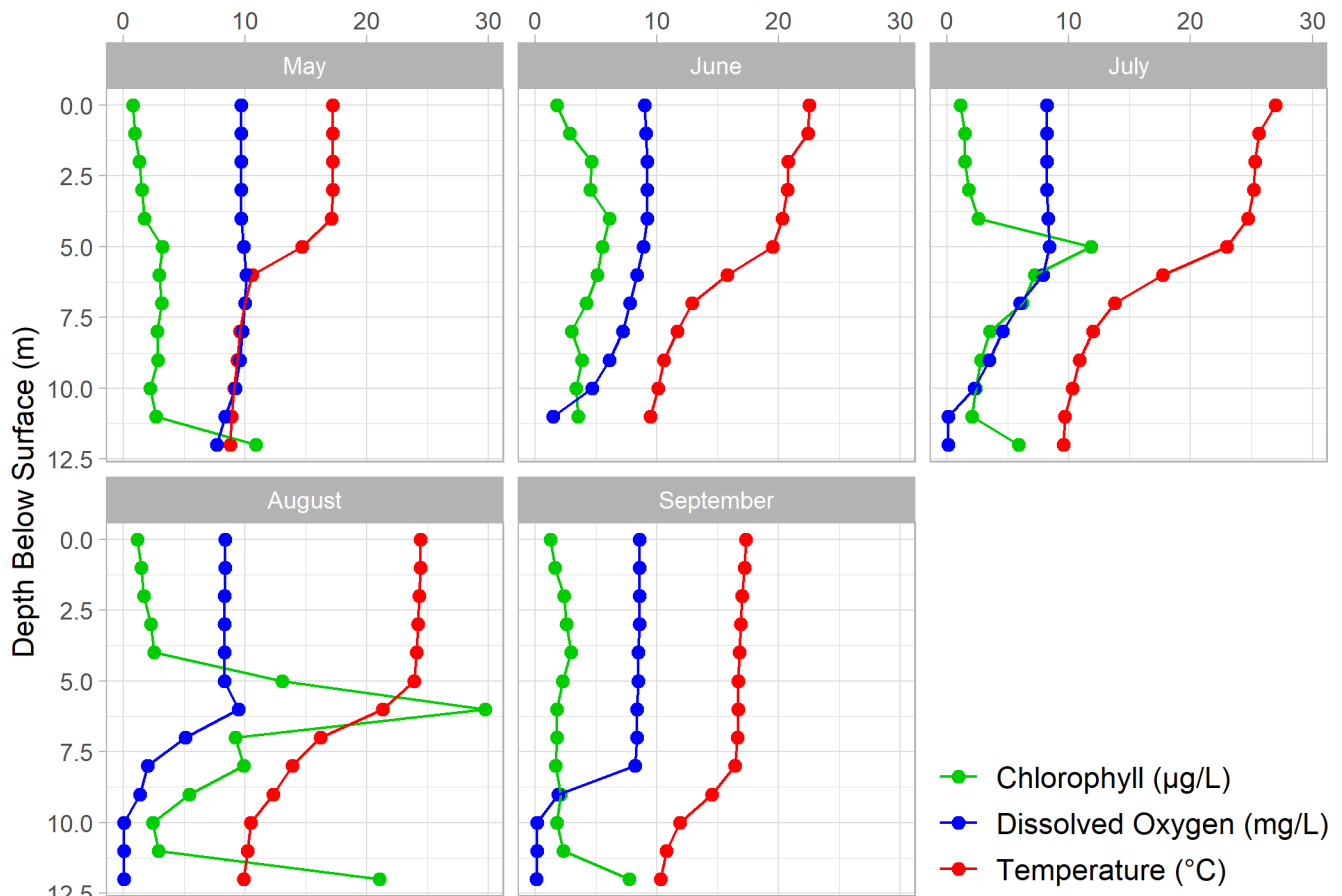 0 10 20 30 0 10 20 30 0 10 20 30
May June July
0.0
2.5
5.0
7.5
10.0
12.5
Depth Below Surface (m)
August September
0.0
2.5
5.0
7.5
10.0
12.5
Chlorophyll (µg/L)
Dissolved Oxygen (mg/L)
Temperature (°C)